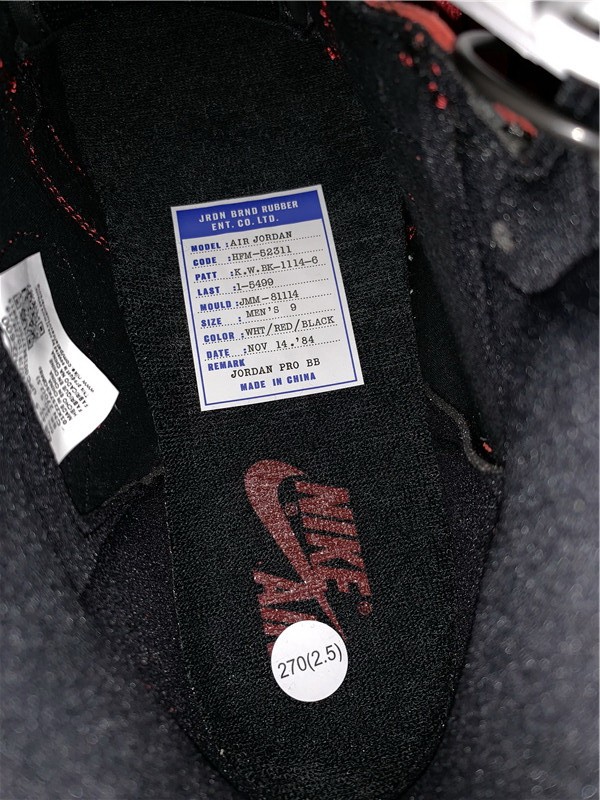 JRDN BRND RUBBER
ENT. CO. LTD.
MODEL : AIR JORDAN
CODE : HFM-52311
PATT : K.W.BK-1114-6
LAST : 1-5499
MOULD : JMM-81114
SIZE : MEN'S 9
COLOR : WHT/RED/BLACK
DATE : NOV 14.'84
REMARK
JORDAN PRO BB
MADE IN CHINA
NIKE
270(2.5)